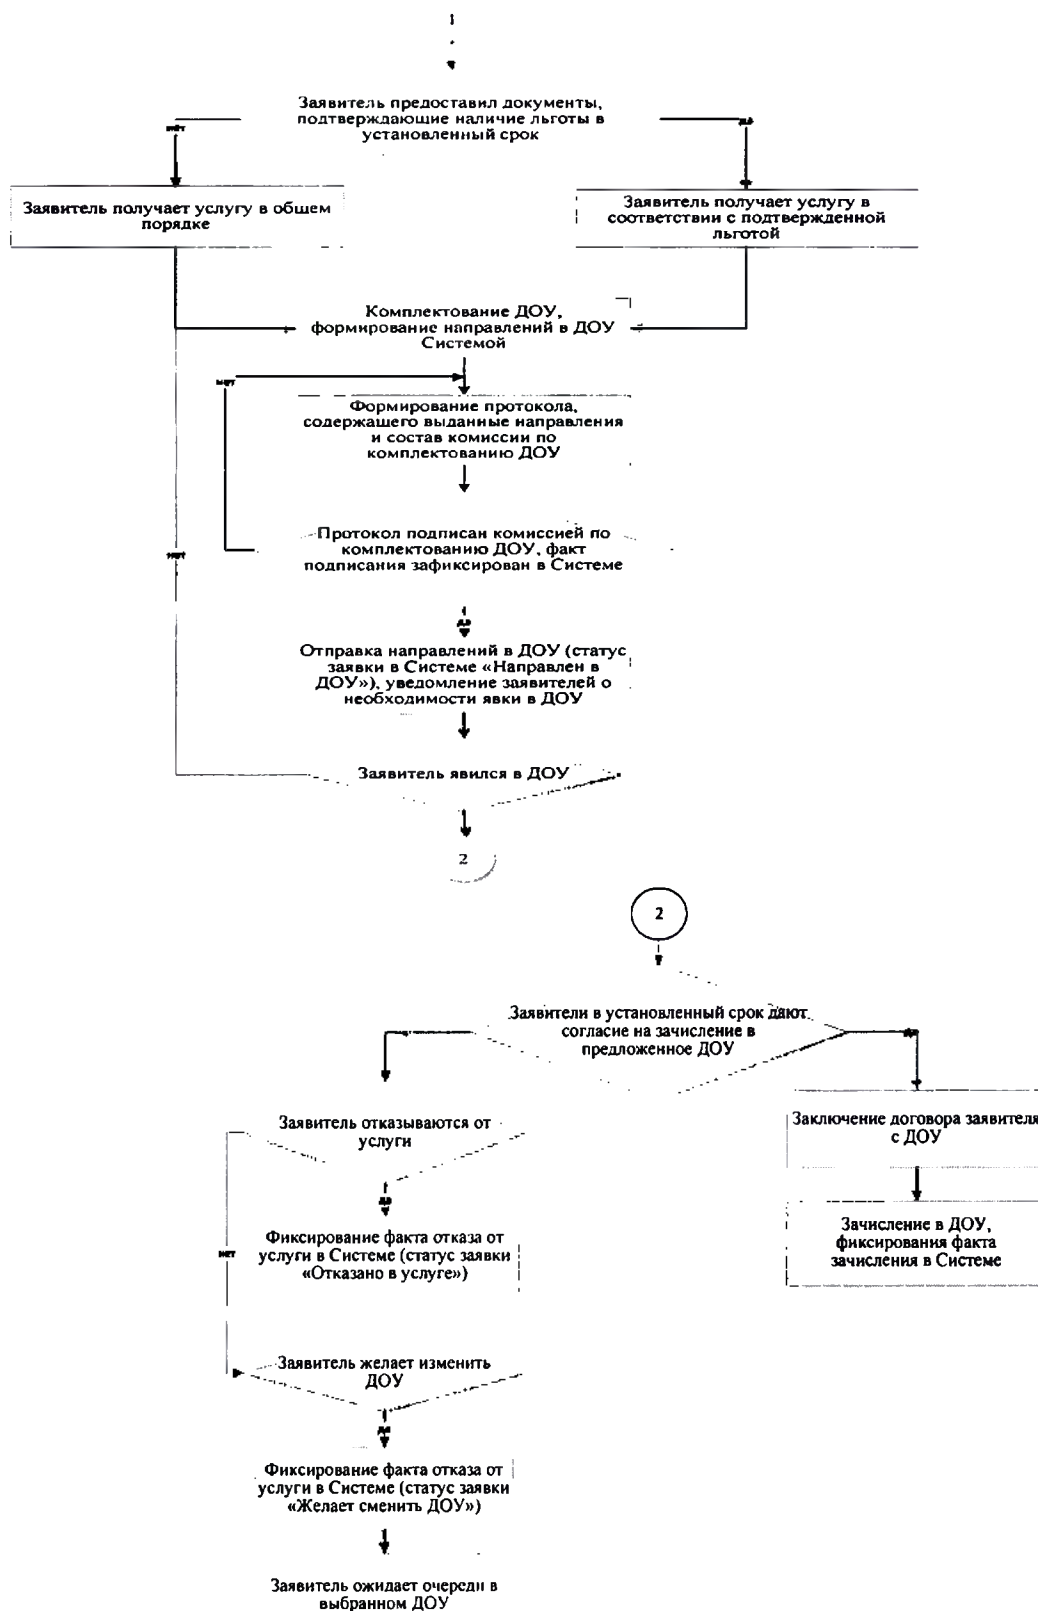 Заявитель предоставил документы,
подтверждающие наличие льготы в
установленный срок
нет
да
Заявитель получает услугу в общем
порядке
Заявитель получает услугу в
соответствии с подтвержденной
льготой
Комплектование ДОУ,
формирование направлений в ДОУ
Системой
нет
Формирование протокола,
содержащего выданные направления
и состав комиссии по
комплектованию ДОУ
Протокол подписан комиссией по
комплектованию ДОУ, факт
подписания зафиксирован в Системе
нет
да
Отправка направлений в ДОУ (статус
заявки в Системе «Направлен в
ДОУ»), уведомление заявителей о
необходимости явки в ДОУ
Заявитель явился в ДОУ
2
2
Заявители в установленный срок дают
согласие на зачисление в
предложенное ДОУ
да
Заявитель отказываются от
услуги
Заключение договора заявителя
с ДОУ
да
Фиксирование факта отказа от
услуги в Системе (статус заявки
«Отказано в услуге»)
нет
Зачисление в ДОУ,
фиксирования факта
зачисления в Системе
Заявитель желает изменить
ДОУ
да
Фиксирование факта отказа от
услуги в Системе (статус заявки
«Желает сменить ДОУ»)
Заявитель ожидает очереди в
выбранном ДОУ